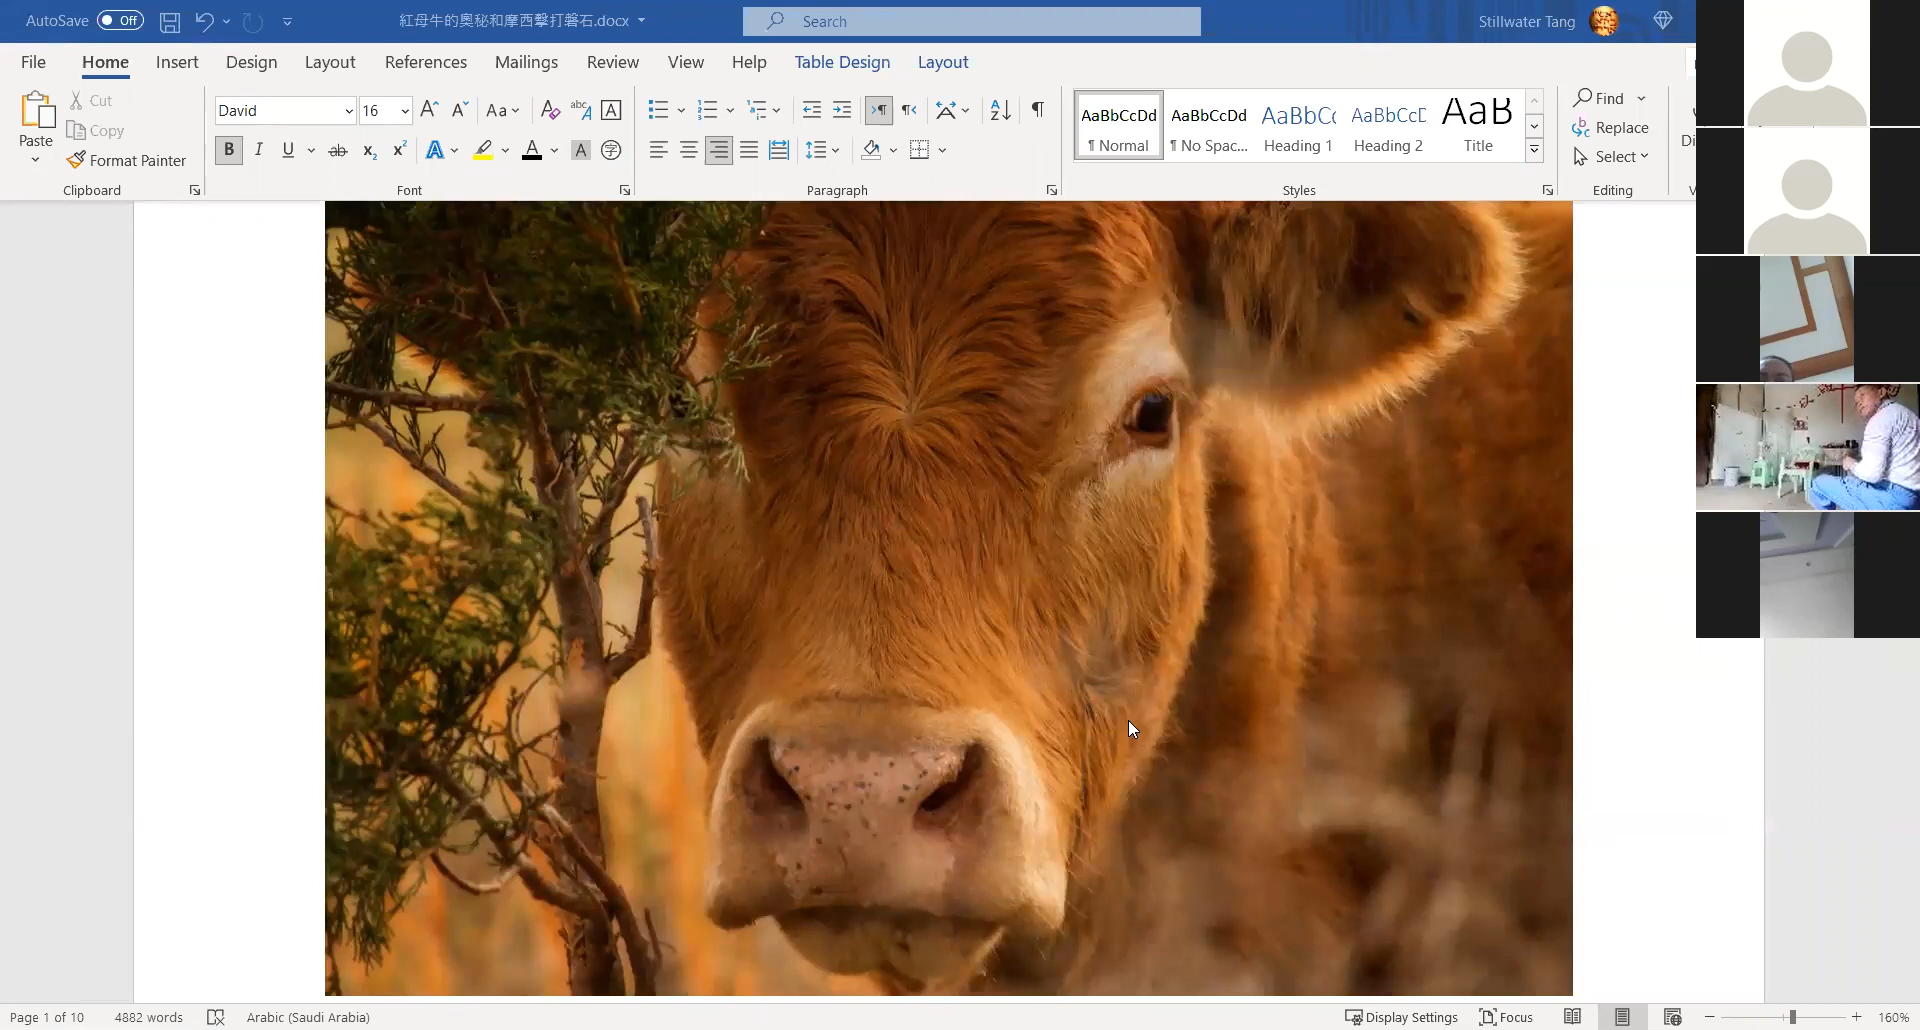 AutoSave Off 紅母牛的奧秘和摩西擊打磐石.docx Search Stillwater Tang
File Home Insert Design Layout References Mailings Review View Help Table Design Layout
Cut
Copy
Paste
Format Painter
Clipboard
David 16 Aa
Font
Paragraph
AaBbCcDd AaBbCcDd AaBbCc AaBbCcD AaB
¶ Normal ¶ No Spac... Heading 1 Heading 2 Title
Styles
Find
Replace
Select
Editing
Page 1 of 10 4882 words Arabic (Saudi Arabia) Display Settings Focus 160%